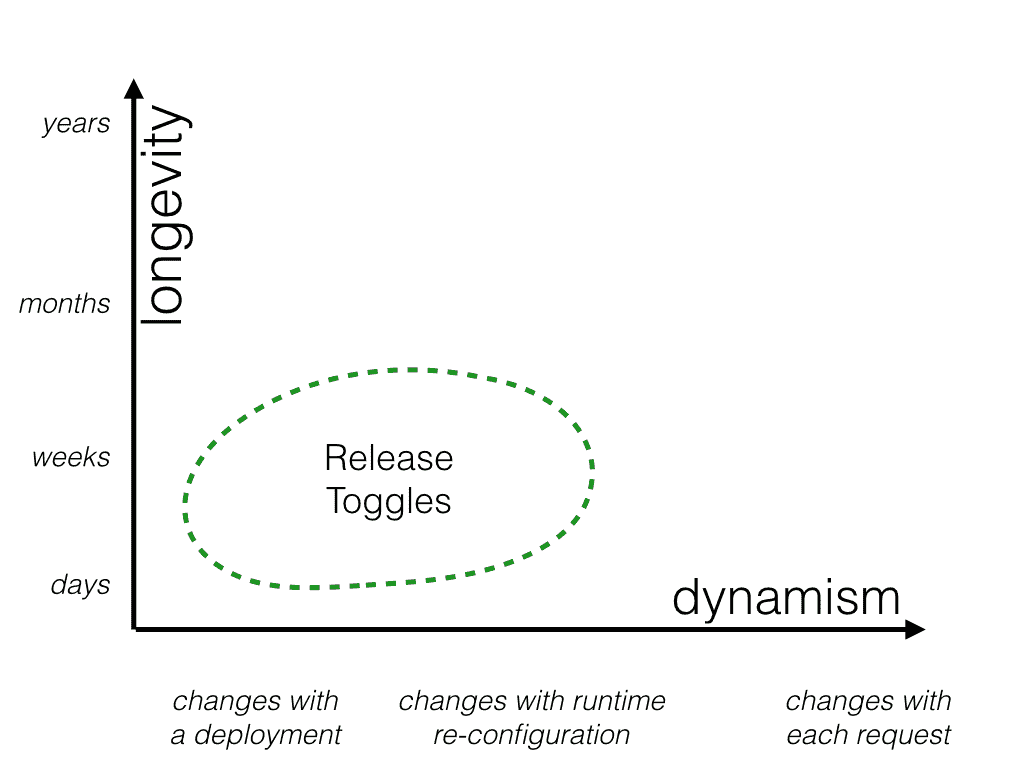 years
longevity
months
Release
Toggles
weeks
days
dynamism
changes with
a deployment
changes with runtime
re-configuration
changes with
each request